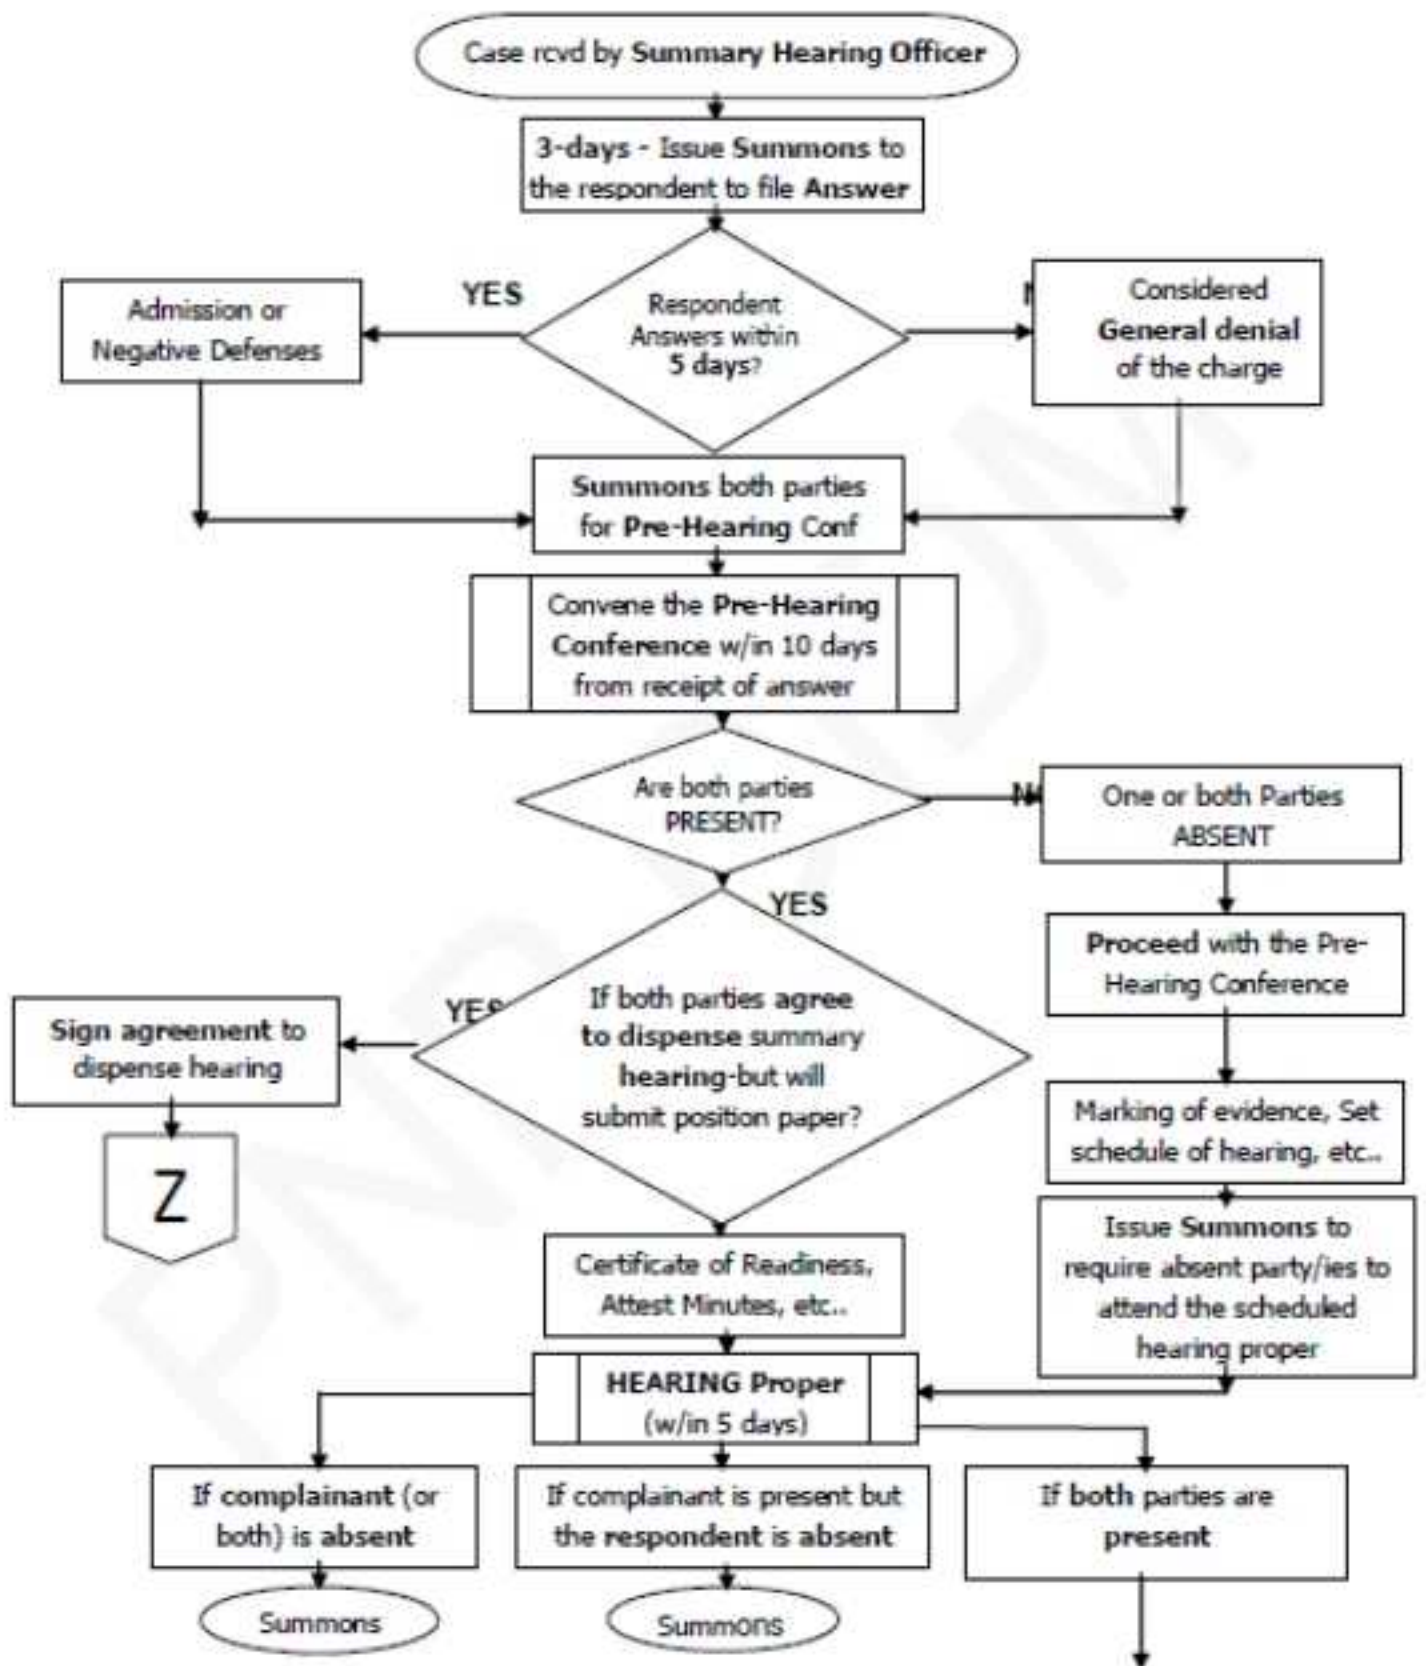 Case rcvd by Summary Hearing Officer
3-days - Issue Summons to
the respondent to file Answer
YES
Respondent
Answers within
5 days?
Admission or
Negative Defenses
Considered
General denial
of the charge
Summons both parties
for Pre-Hearing Conf
Convene the Pre-Hearing
Conference w/in 10 days
from receipt of answer
Are both parties
PRESENT?
One or both Parties
ABSENT
YES
Proceed with the Pre-
Hearing Conference
YES
If both parties agree
to dispense summary
hearing-but will
submit position paper?
Sign agreement to
dispense hearing
Z
Marking of evidence, Set
schedule of hearing, etc..
Issue Summons to
require absent party/ies to
attend the scheduled
hearing proper
Certificate of Readiness,
Attest Minutes, etc..
HEARING Proper
(w/in 5 days)
If complainant (or
both) is absent
If complainant is present but
the respondent is absent
If both parties are
present
Summons
Summons